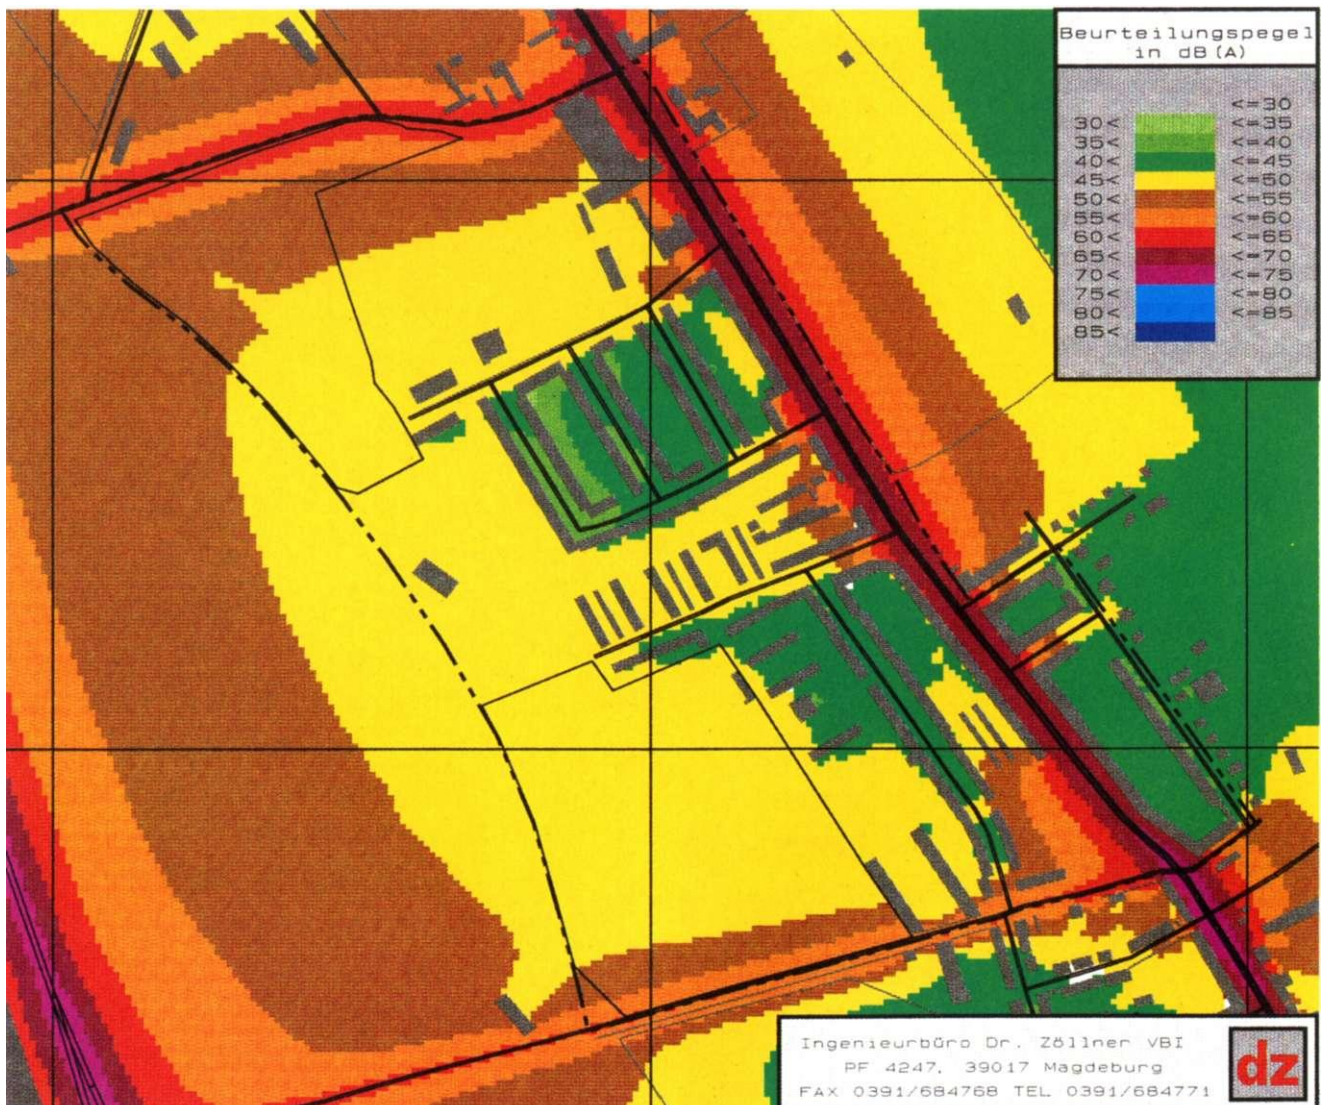 Beurteilungspegel
in dB(A)
<=30
30< <=35
35< <=40
40< <=45
45< <=50
50< <=55
55< <=60
60< <=65
65< <=70
70< <=75
75< <=80
80< <=85
85<
Ingenieurbüro Dr. Zöllner VBI
PF 4247, 39017 Magdeburg
FAX 0391/684768 TEL 0391/684771
dz